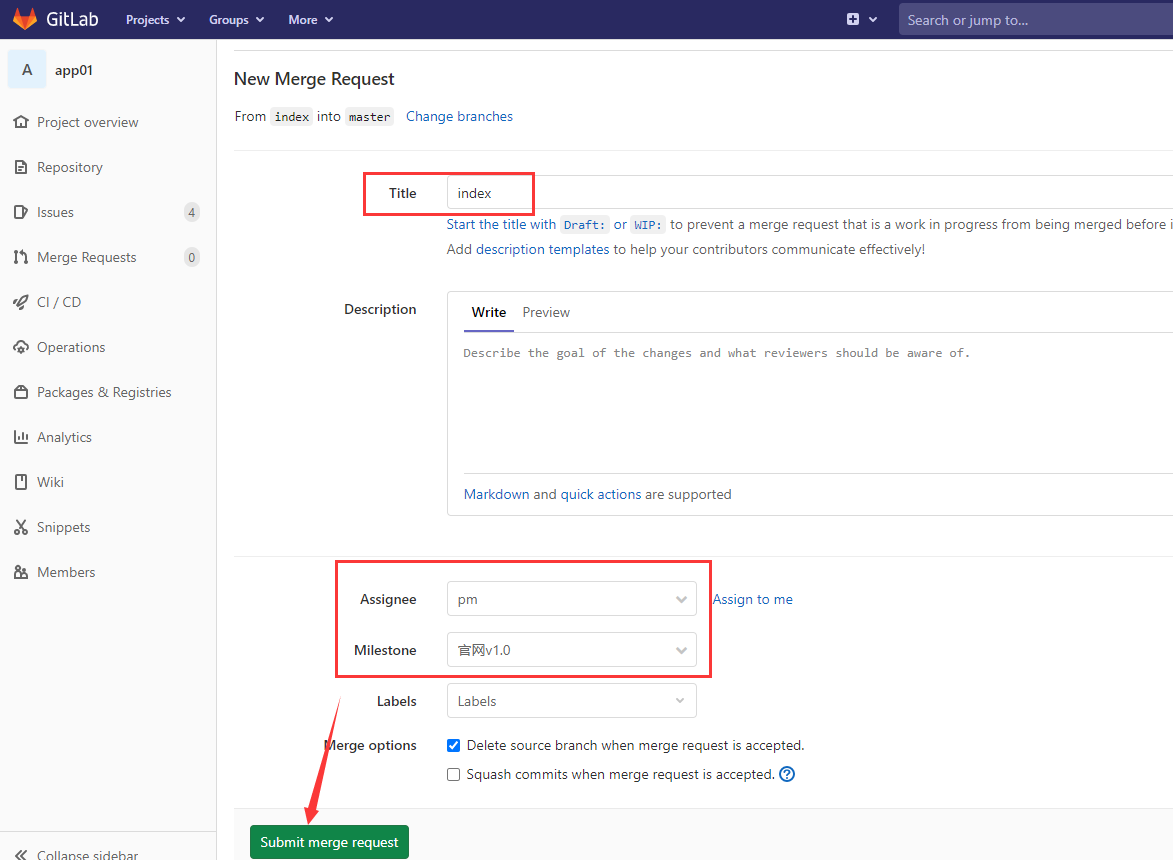 GitLab Projects Groups More Search or jump to...
A app01
Project overview
Repository
Issues 4
Merge Requests 0
CI / CD
Operations
Packages & Registries
Analytics
Wiki
Snippets
Members
Collapse sidebar
New Merge Request
From index into master Change branches
Title index
Start the title with Draft: or WIP: to prevent a merge request that is a work in progress from being merged before i
Add description templates to help your contributors communicate effectively!
Description Write Preview
Describe the goal of the changes and what reviewers should be aware of.
Markdown and quick actions are supported
Assignee pm Assign to me
Milestone 官网v1.0
Labels Labels
Merge options Delete source branch when merge request is accepted.
Squash commits when merge request is accepted. ?
Submit merge request